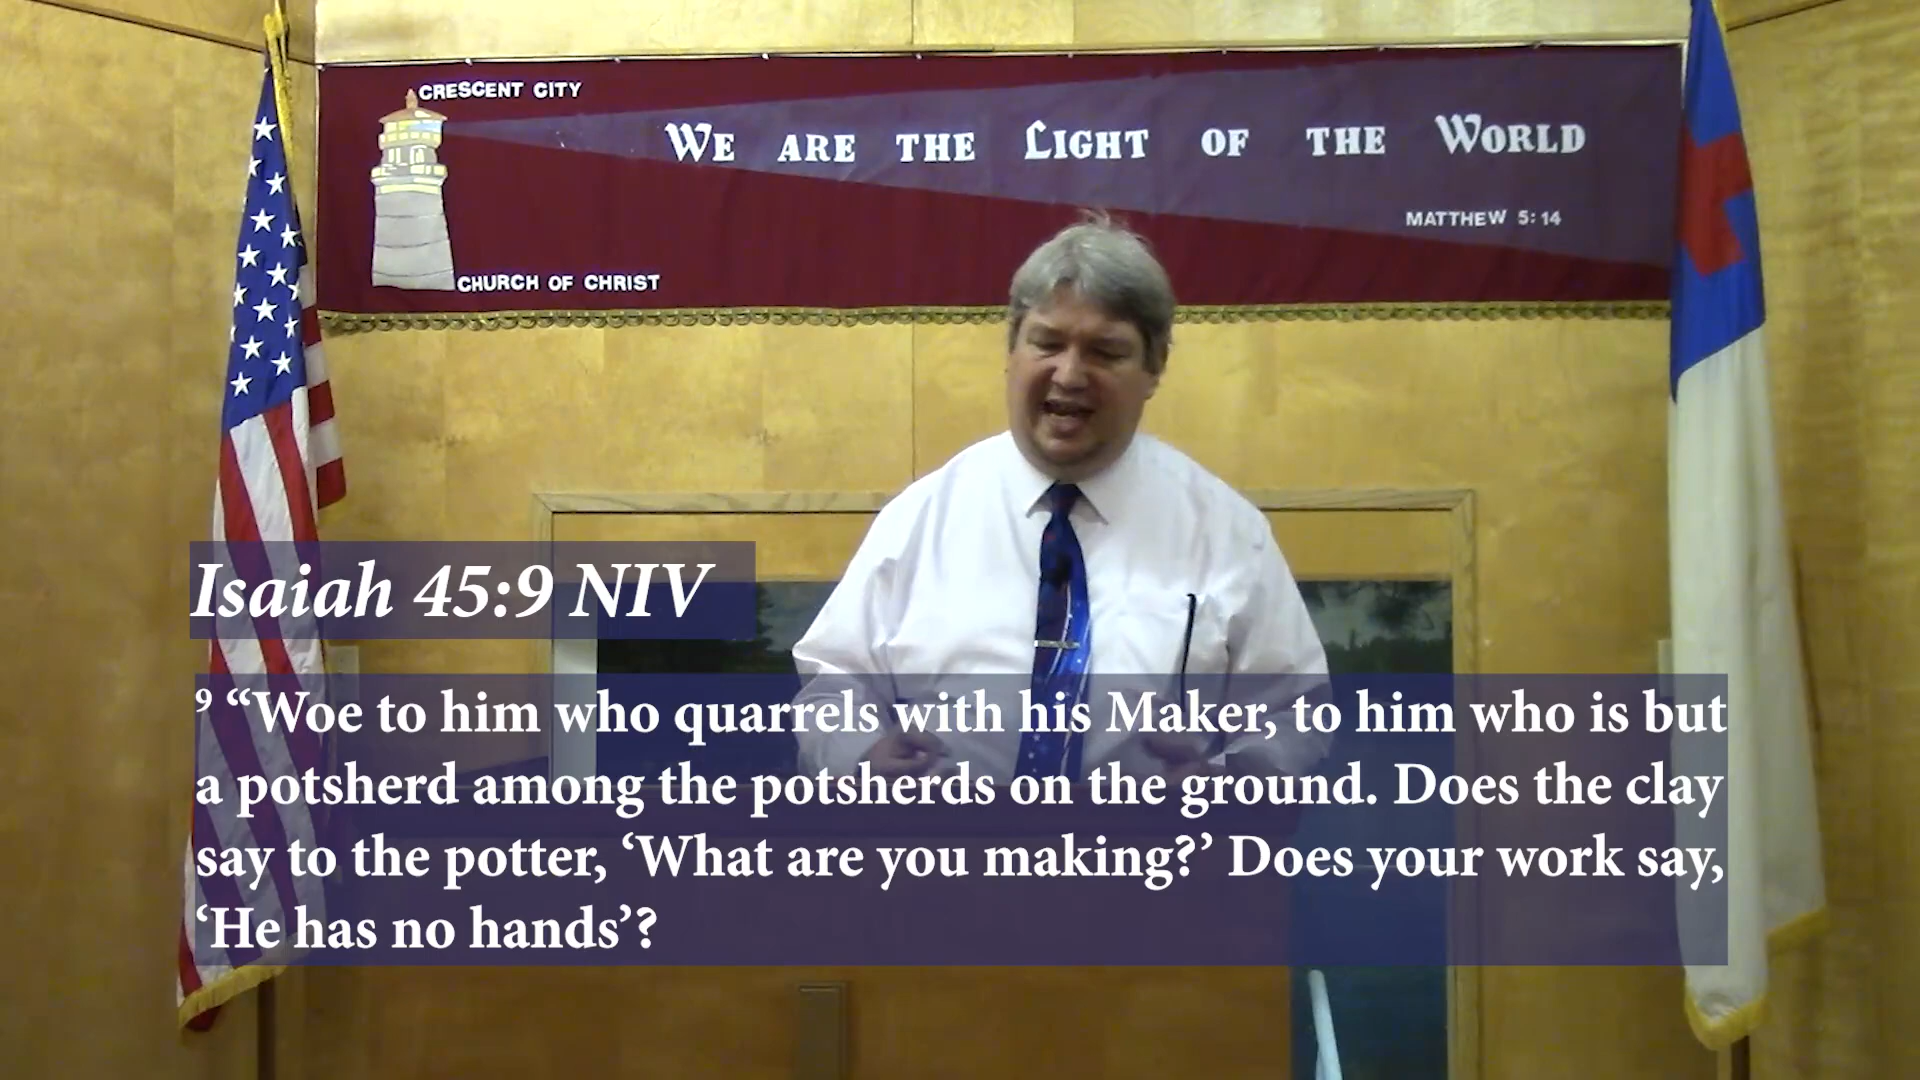 CRESCENT CITY
WE ARE THE LIGHT OF THE WORLD
MATTHEW 5:14
CHURCH OF CHRIST
Isaiah 45:9 NIV
9 “Woe to him who quarrels with his Maker, to him who is but
a potsherd among the potsherds on the ground. Does the clay
say to the potter, ‘What are you making?’ Does your work say,
‘He has no hands’?